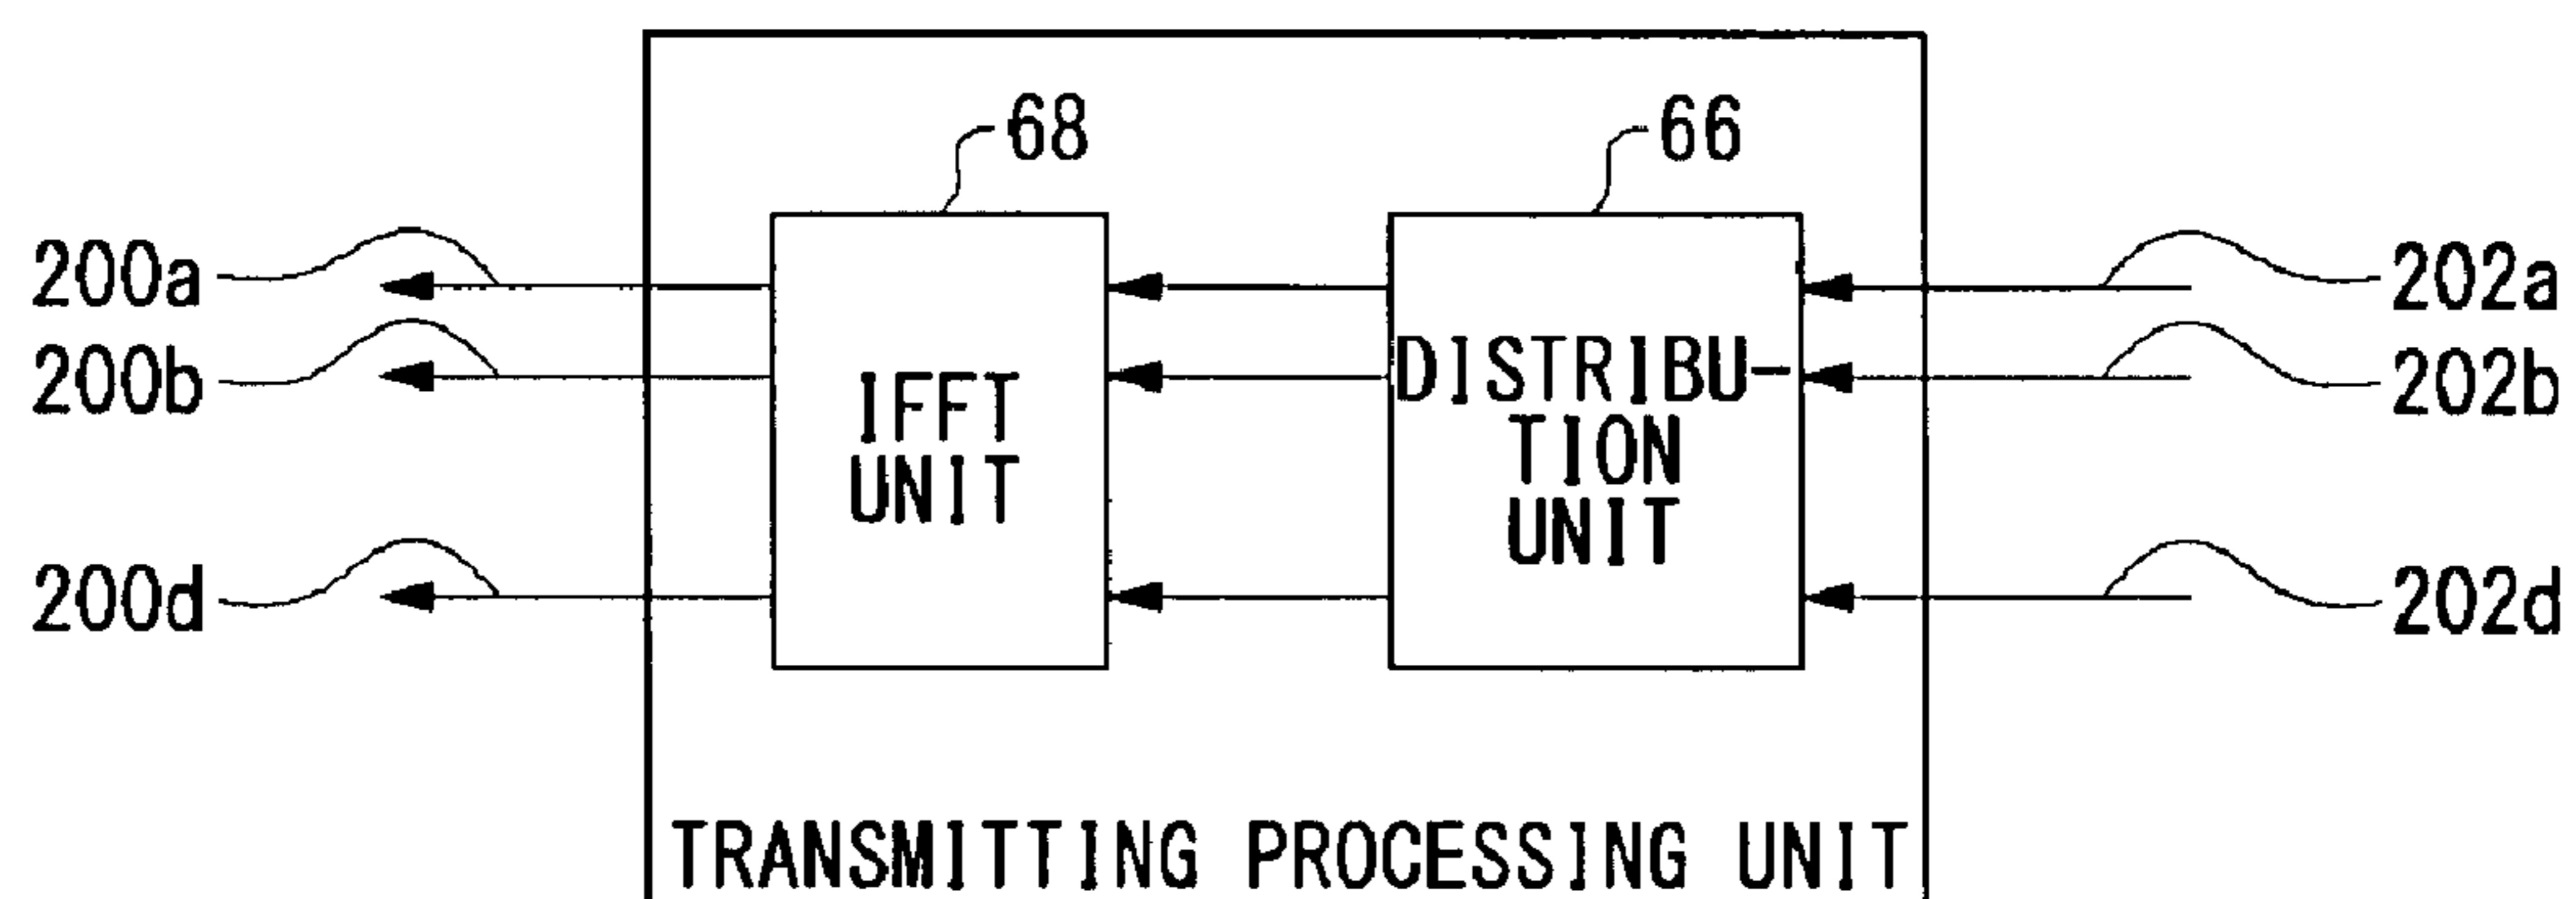 68
66
200a
202a
200b
202b
IFFT
UNIT
DISTRIBU-
TION
UNIT
200d
202d
TRANSMITTING PROCESSING UNIT